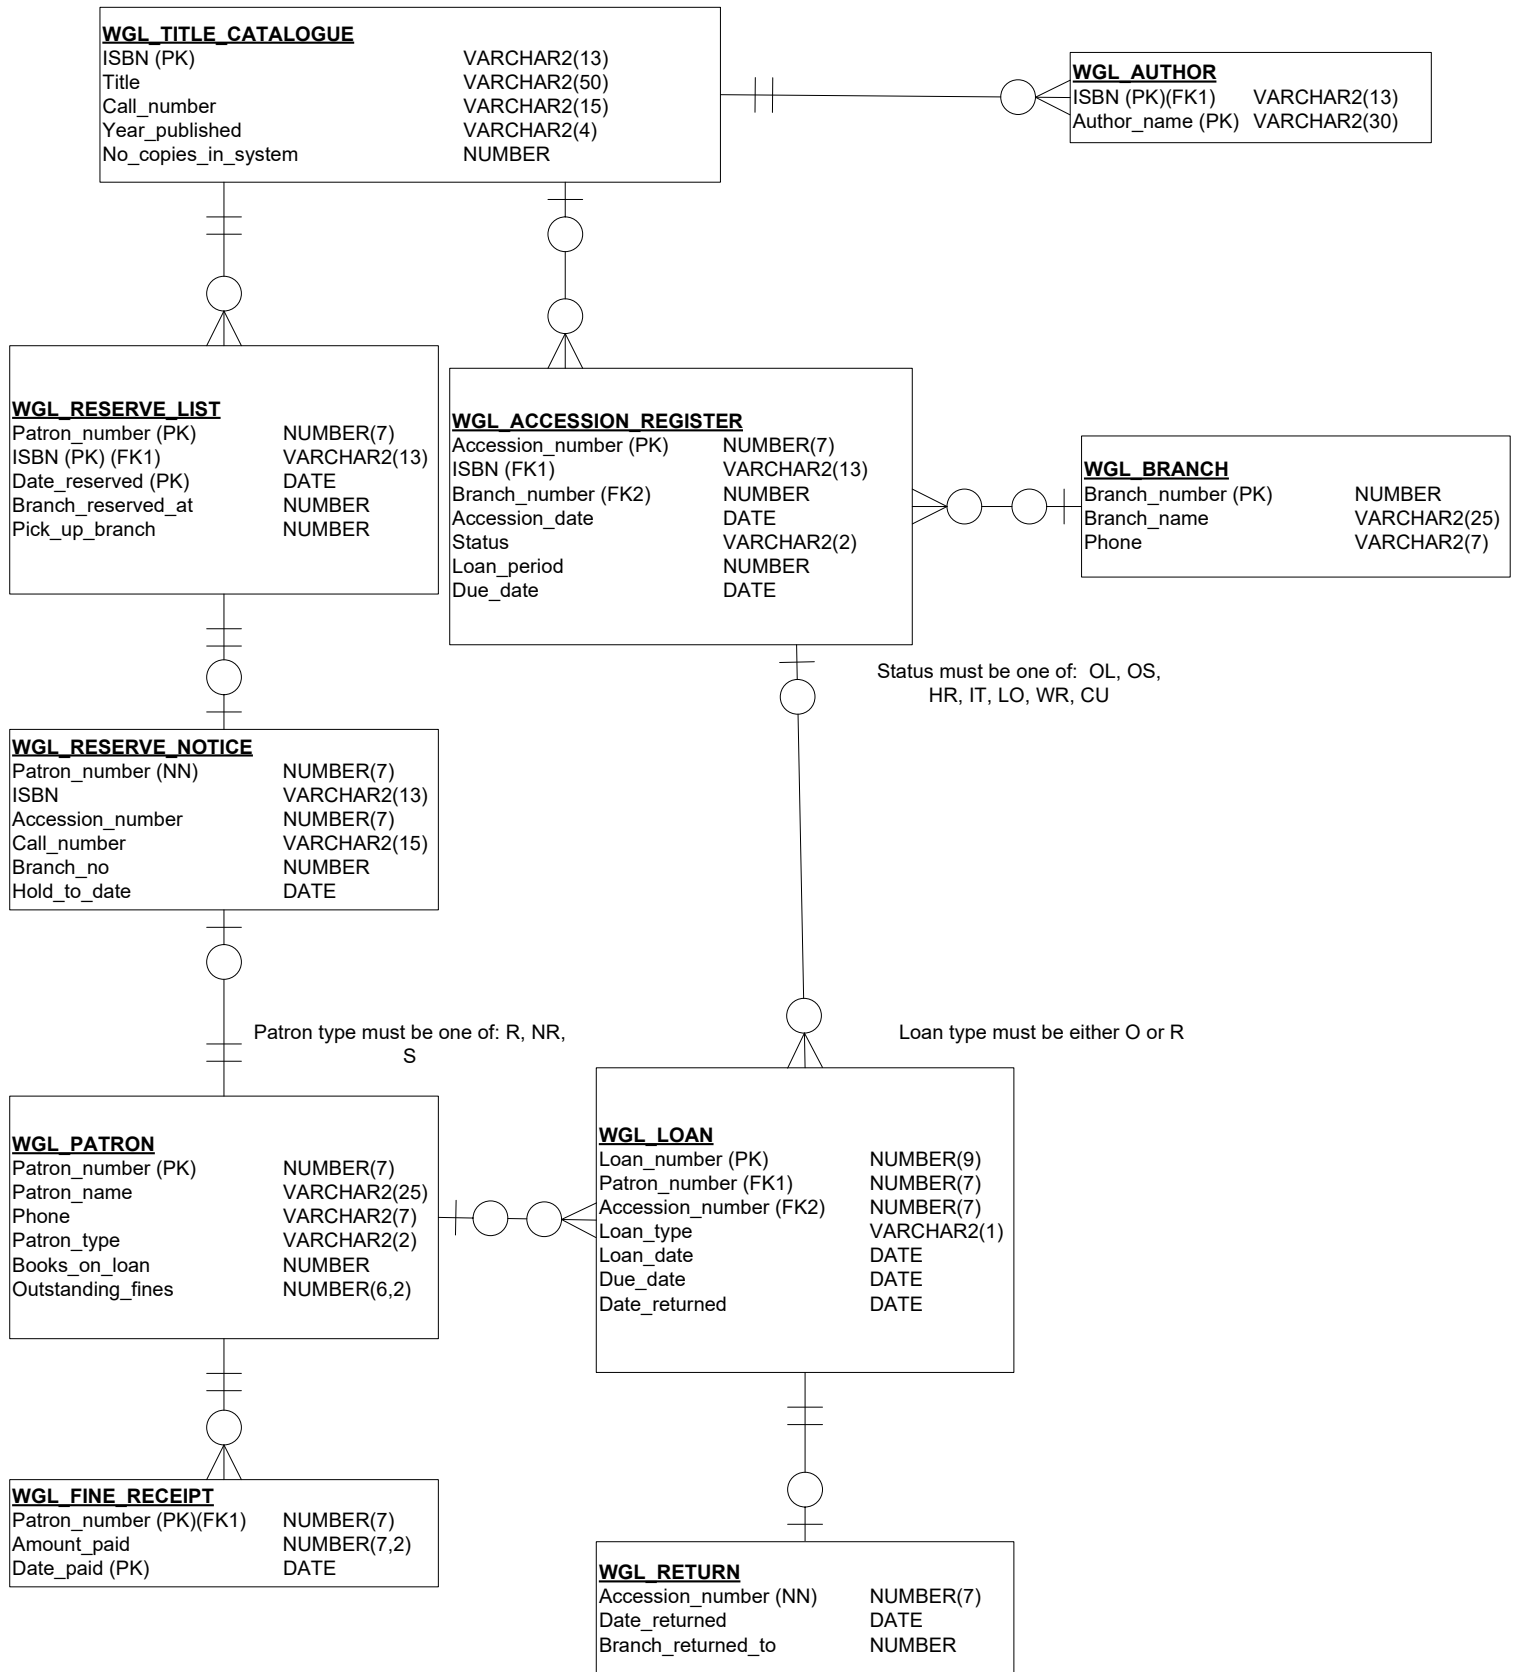 WGL_TITLE_CATALOGUE
ISBN (PK) VARCHAR2(13)
Title VARCHAR2(50)
Call_number VARCHAR2(15)
Year_published VARCHAR2(4)
No_copies_in_system NUMBER
WGL_AUTHOR
ISBN (PK)(FK1) VARCHAR2(13)
Author_name (PK) VARCHAR2(30)
WGL_RESERVE_LIST
Patron_number (PK) NUMBER(7)
ISBN (PK) (FK1) VARCHAR2(13)
Date_reserved (PK) DATE
Branch_reserved_at NUMBER
Pick_up_branch NUMBER
WGL_ACCESSION_REGISTER
Accession_number (PK) NUMBER(7)
ISBN (FK1) VARCHAR2(13)
Branch_number (FK2) NUMBER
Accession_date DATE
Status VARCHAR2(2)
Loan_period NUMBER
Due_date DATE
WGL_BRANCH
Branch_number (PK) NUMBER
Branch_name VARCHAR2(25)
Phone VARCHAR2(7)
Status must be one of: OL, OS,
HR, IT, LO, WR, CU
WGL_RESERVE_NOTICE
Patron_number (NN) NUMBER(7)
ISBN VARCHAR2(13)
Accession_number NUMBER(7)
Call_number VARCHAR2(15)
Branch_no NUMBER
Hold_to_date DATE
Patron type must be one of: R, NR,
S
Loan type must be either O or R
WGL_PATRON
Patron_number (PK) NUMBER(7)
Patron_name VARCHAR2(25)
Phone VARCHAR2(7)
Patron_type VARCHAR2(2)
Books_on_loan NUMBER
Outstanding_fines NUMBER(6,2)
WGL_LOAN
Loan_number (PK) NUMBER(9)
Patron_number (FK1) NUMBER(7)
Accession_number (FK2) NUMBER(7)
Loan_type VARCHAR2(1)
Loan_date DATE
Due_date DATE
Date_returned DATE
WGL_FINE_RECEIPT
Patron_number (PK)(FK1) NUMBER(7)
Amount_paid NUMBER(7,2)
Date_paid (PK) DATE
WGL_RETURN
Accession_number (NN) NUMBER(7)
Date_returned DATE
Branch_returned_to NUMBER